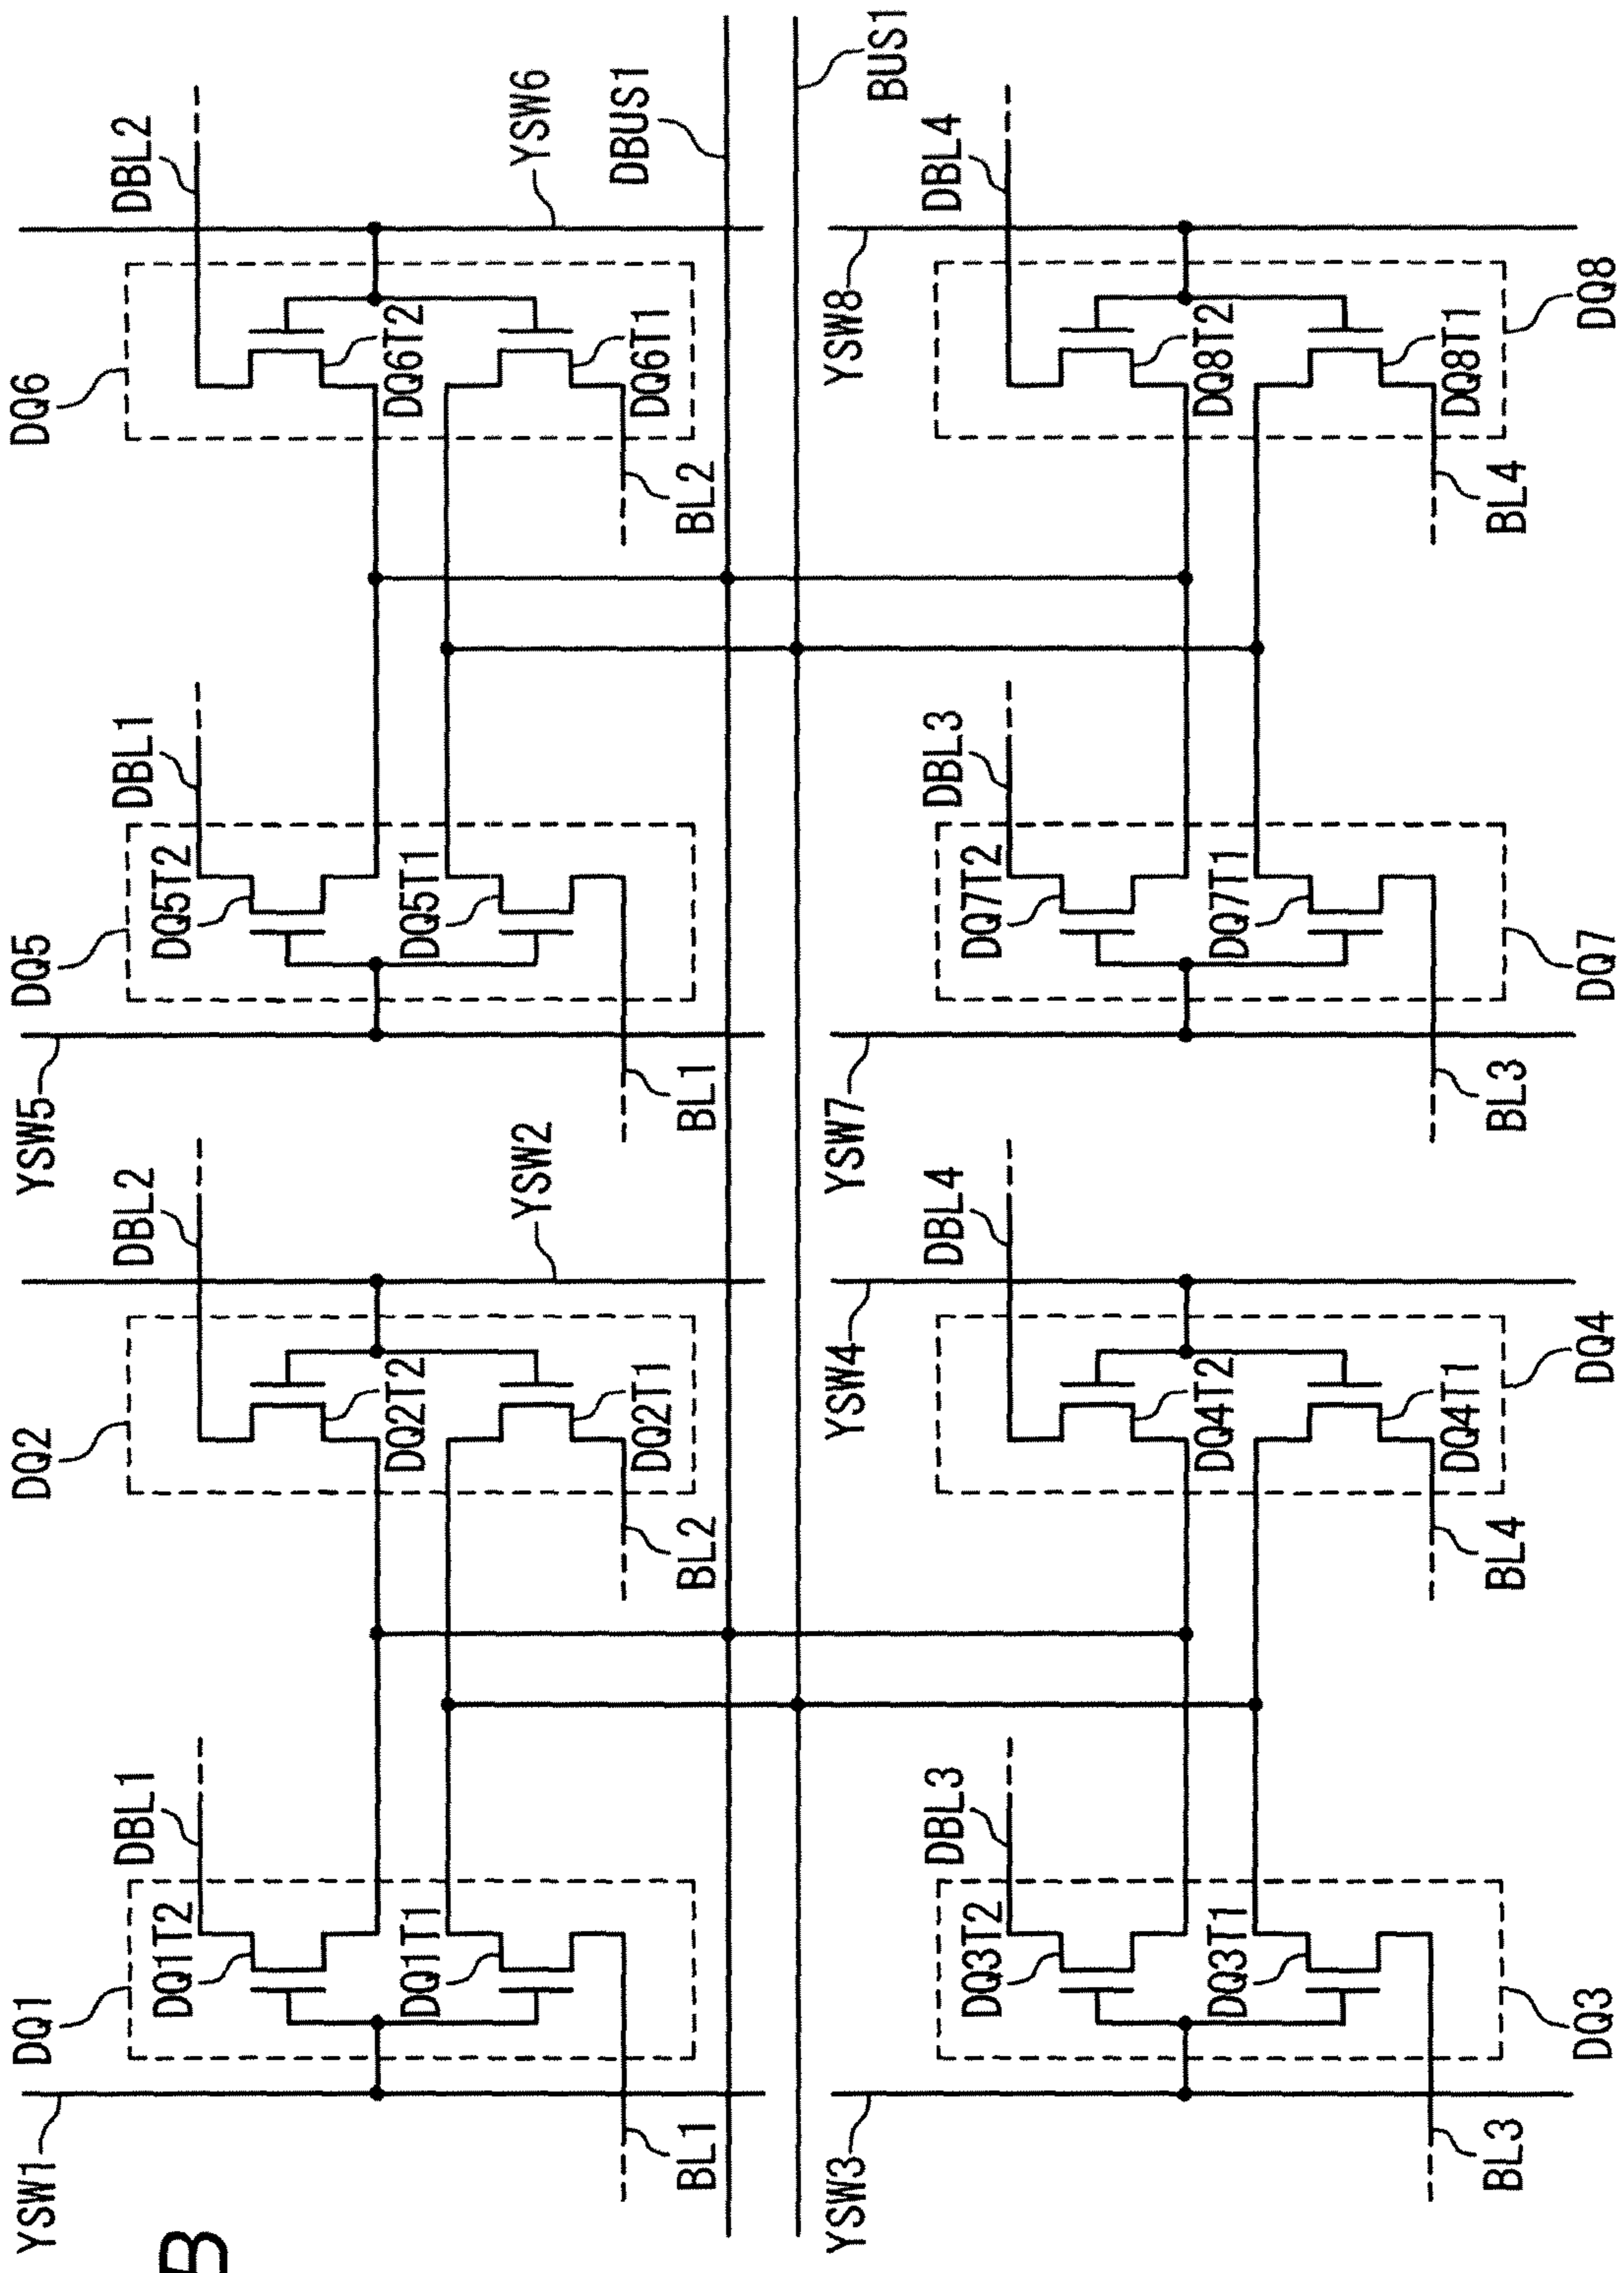 B
YSW1
DQ1
DBL1
DQ1T2
DQ1T1
BL1
DQ2
DBL2
DQ2T2
DQ2T1
BL2
YSW2
YSW5
DQ5
DBL1
DQ5T2
DQ5T1
BL1
DQ6
DBL2
DQ6T2
DQ6T1
BL2
YSW6
DBUS1
BUS1
YSW3
DBL3
DQ3T2
DQ3T1
BL3
DQ3
YSW4
DBL4
DQ4T2
DQ4T1
BL4
DQ4
YSW7
DBL3
DQ7T2
DQ7T1
BL3
DQ7
YSW8
DBL4
DQ8T2
DQ8T1
BL4
DQ8